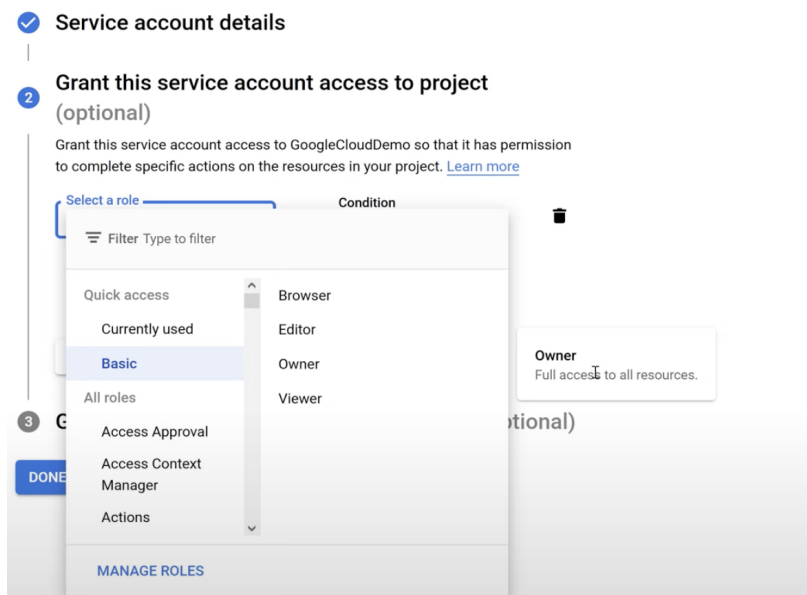 Service account details
2
Grant this service account access to project
(optional)
Grant this service account access to GoogleCloudDemo so that it has permission
to complete specific actions on the resources in your project. Learn more
Select a role
Condition
Filter Type to filter
Quick access
Currently used
Basic
All roles
Access Approval
Access Context
Manager
Actions
Browser
Editor
Owner
Viewer
MANAGE ROLES
Owner
Full access to all resources.
3
G
ptional)
DONE